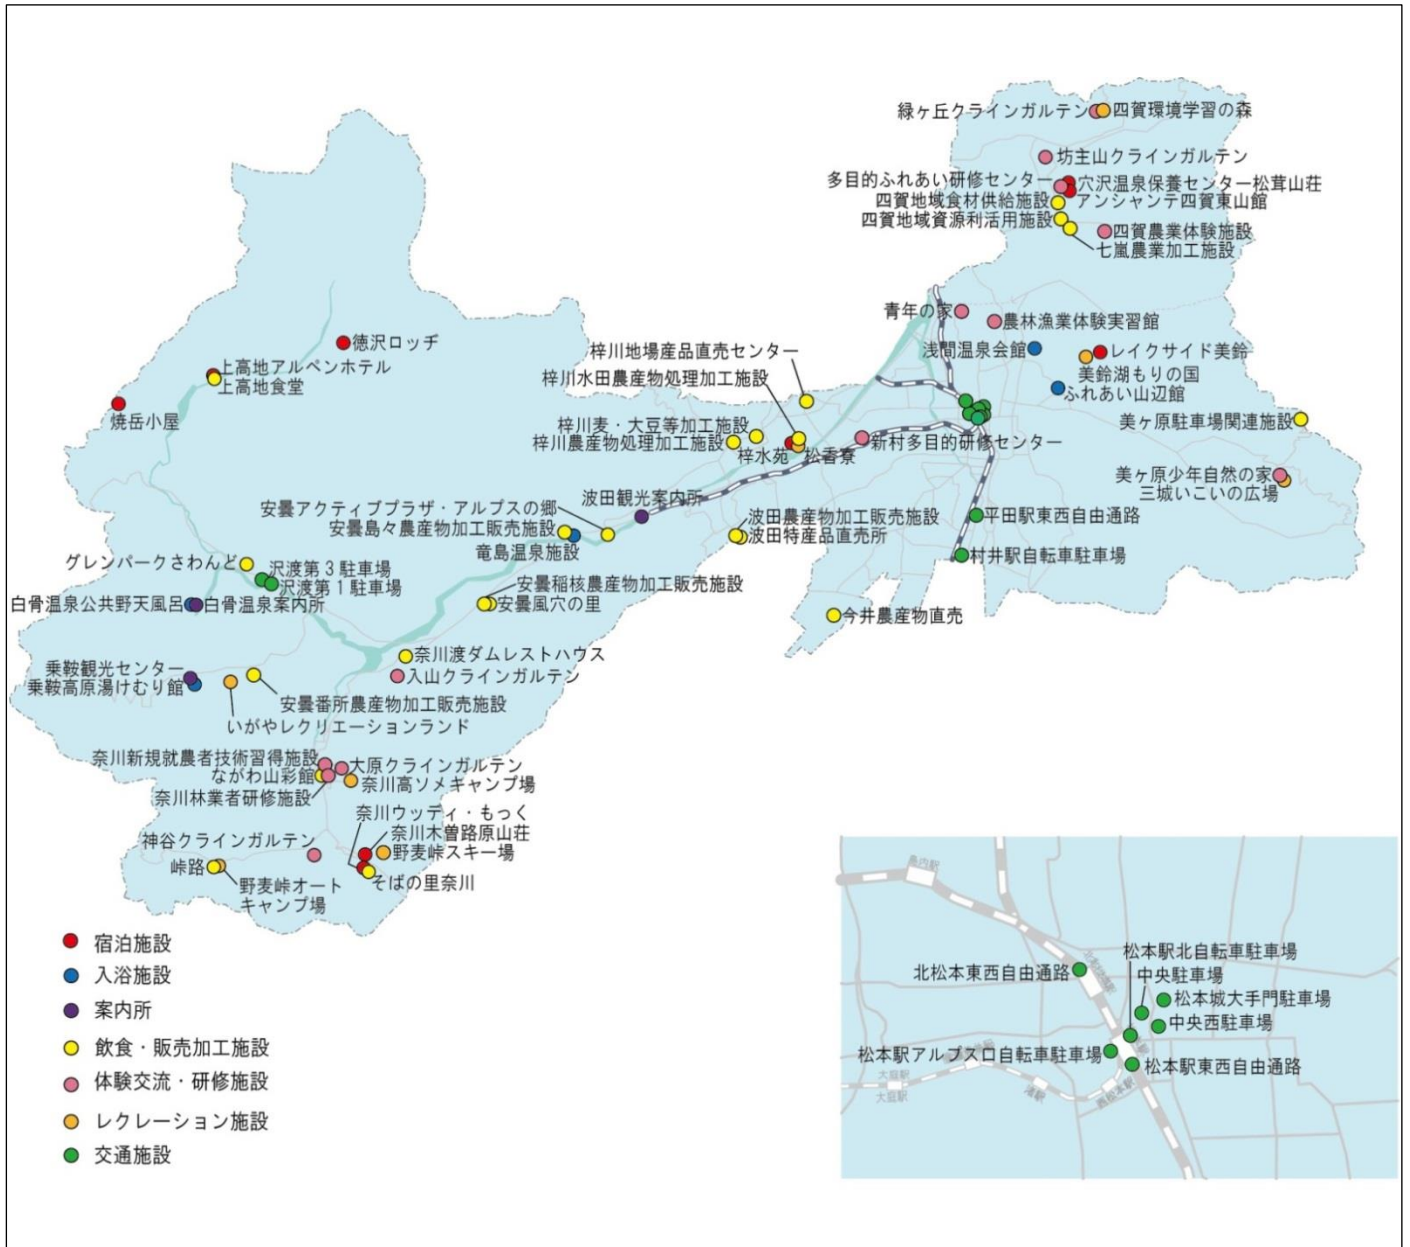 緑ヶ丘クラインガルテン
四賀環境学習の森
坊主山クラインガルテン
多目的ふれあい研修センター
穴沢温泉保養センター松茸山荘
四賀地域食材供給施設
アンシャンテ四賀東山館
四賀地域資源利活用施設
四賀農業体験施設
七嵐農業加工施設
青年の家
農林漁業体験実習館
浅間温泉会館
レイクサイド美鈴
美鈴湖もりの国
ふれあい山辺館
美ヶ原駐車場関連施設
美ヶ原少年自然の家
三城いこいの広場
徳沢ロッヂ
上高地アルペンホテル
上高地食堂
焼岳小屋
梓川地場産品直売センター
梓川水田農産物処理加工施設
梓川麦・大豆等加工施設
梓川農産物処理加工施設
梓水苑
松香寮
新村多目的研修センター
波田観光案内所
安曇アクティブプラザ・アルプスの郷
安曇島々農産物加工販売施設
竜島温泉施設
波田農産物加工販売施設
波田特産品直売所
平田駅東西自由通路
村井駅自転車駐車場
今井農産物直売
グレンパークさわんど
沢渡第3駐車場
沢渡第1駐車場
白骨温泉公共野天風呂
白骨温泉案内所
安曇稲核農産物加工販売施設
安曇風穴の里
奈川渡ダムレストハウス
入山クラインガルテン
乗鞍観光センター
乗鞍高原湯けむり館
安曇番所農産物加工販売施設
いがやレクリエーションランド
奈川新規就農者技術習得施設
ながわ山彩館
奈川林業者研修施設
大原クラインガルテン
奈川高ソメキャンプ場
奈川ウッディ・もっく
奈川木曽路原山荘
野麦峠スキー場
そばの里奈川
神谷クラインガルテン
峠路
野麦峠オート
キャンプ場
宿泊施設
入浴施設
案内所
飲食・販売加工施設
体験交流・研修施設
レクレーション施設
交通施設
島内駅
北松本東西自由通路
松本駅北自転車駐車場
中央駐車場
松本城大手門駐車場
中央西駐車場
松本駅アルプス口自転車駐車場
松本駅東西自由通路
大庭駅
大庭駅
渚駅
西松本駅